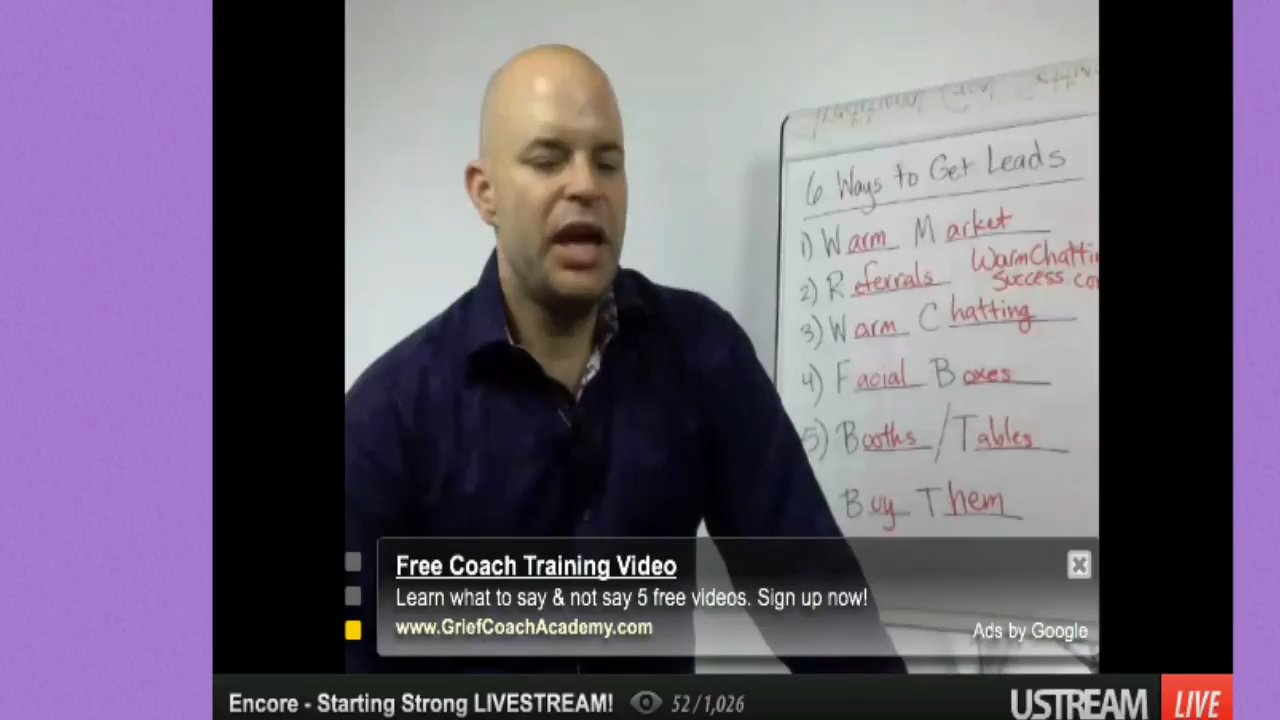 6 Ways to Get Leads
1) Warm Market
2) Referrals
WarmChatti
Success.co
3) Warm Chatting
4) Facial Boxes
5) Booths / Tables
Buy Them
Free Coach Training Video
Learn what to say & not say 5 free videos. Sign up now!
www.GriefCoachAcademy.com
Ads by Google
Encore - Starting Strong LIVESTREAM! 52/1,026 USTREAM LIVE